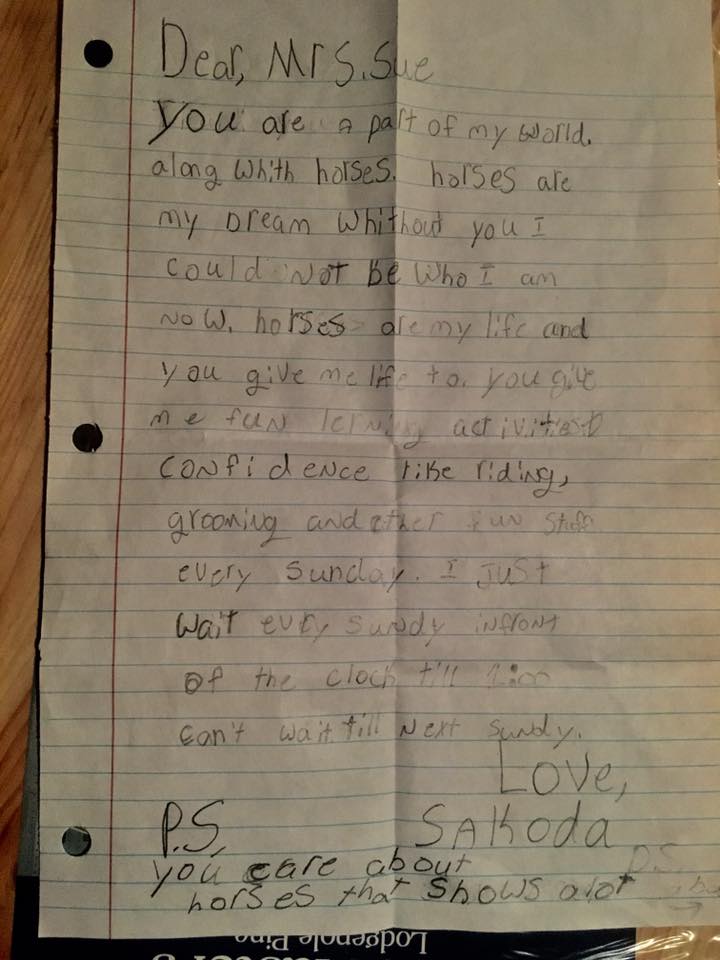 Dear, Mrs. Sue
You are a part of my world.
along whith horses. horses are
my Dream whithout you I
could Not be who I am
now. horses are my life and
you give me life to. you give
me fun lerning activities
confidence like riding,
grooming and other fun stuff
every Sunday. I Just
wait evury sundy infront
of the clock till
can't wait till Next sundy.
Love,
Sakoda
P.S.
you care about
horses that shows alot
P.S.
Lodgepole Pine